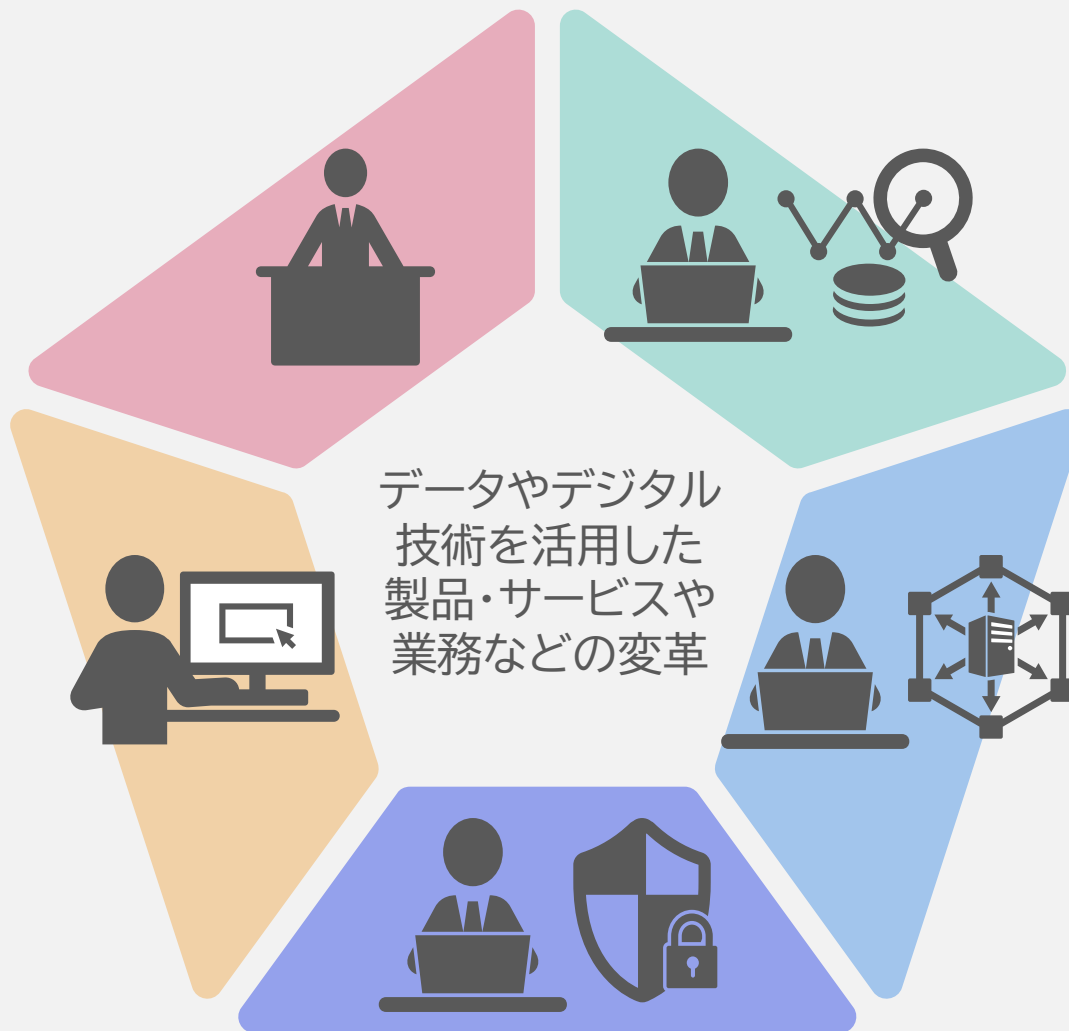 データやデジタル
技術を活用した
製品・サービスや
業務などの変革